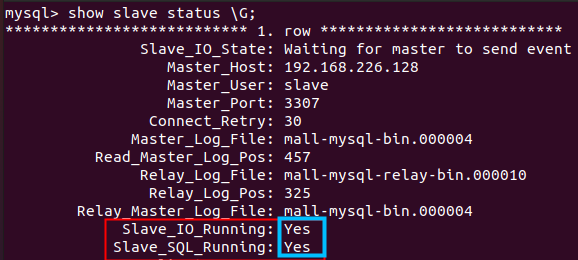 mysql> show slave status \G;
*************************** 1. row ***************************
Slave_IO_State: Waiting for master to send event
Master_Host: 192.168.226.128
Master_User: slave
Master_Port: 3307
Connect_Retry: 30
Master_Log_File: mall-mysql-bin.000004
Read_Master_Log_Pos: 457
Relay_Log_File: mall-mysql-relay-bin.000010
Relay_Log_Pos: 325
Relay_Master_Log_File: mall-mysql-bin.000004
Slave_IO_Running: Yes
Slave_SQL_Running: Yes